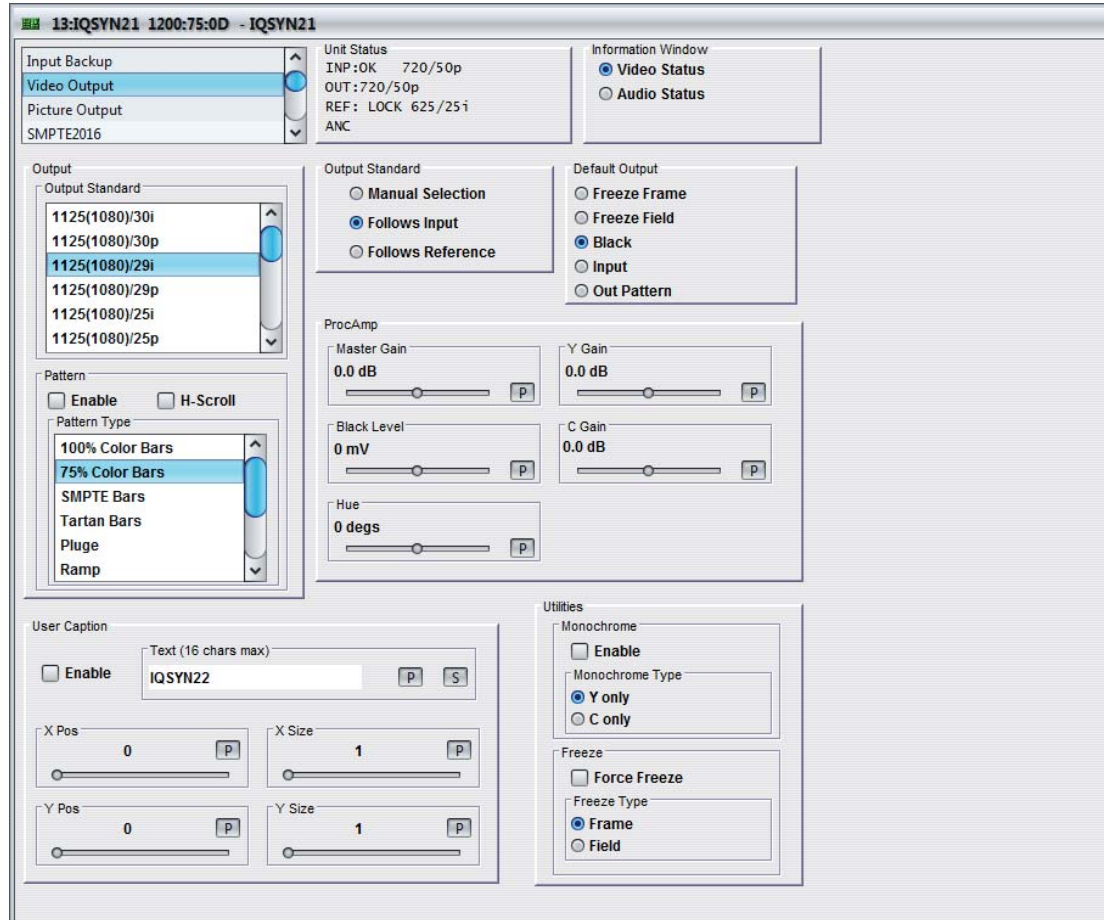 13:IQSYN21 1200:75:0D - IQSYN21
Input Backup
Video Output
Picture Output
SMPTE2016
Unit Status
INP:OK 720/50p
OUT:720/50p
REF: LOCK 625/25i
ANC
Information Window
Video Status
Audio Status
Output
Output Standard
1125(1080)/30i
1125(1080)/30p
1125(1080)/29i
1125(1080)/29p
1125(1080)/25i
1125(1080)/25p
Pattern
Enable
H-Scroll
Pattern Type
100% Color Bars
75% Color Bars
SMPTE Bars
Tartan Bars
Pluge
Ramp
Output Standard
Manual Selection
Follows Input
Follows Reference
Default Output
Freeze Frame
Freeze Field
Black
Input
Out Pattern
ProcAmp
Master Gain
0.0 dB
P
Y Gain
0.0 dB
P
Black Level
0 mV
P
C Gain
0.0 dB
P
Hue
0 degs
P
User Caption
Enable
Text (16 chars max)
IQSYN22
P
S
X Pos
0
P
X Size
1
P
Y Pos
0
P
Y Size
1
P
Utilities
Monochrome
Enable
Monochrome Type
Y only
C only
Freeze
Force Freeze
Freeze Type
Frame
Field